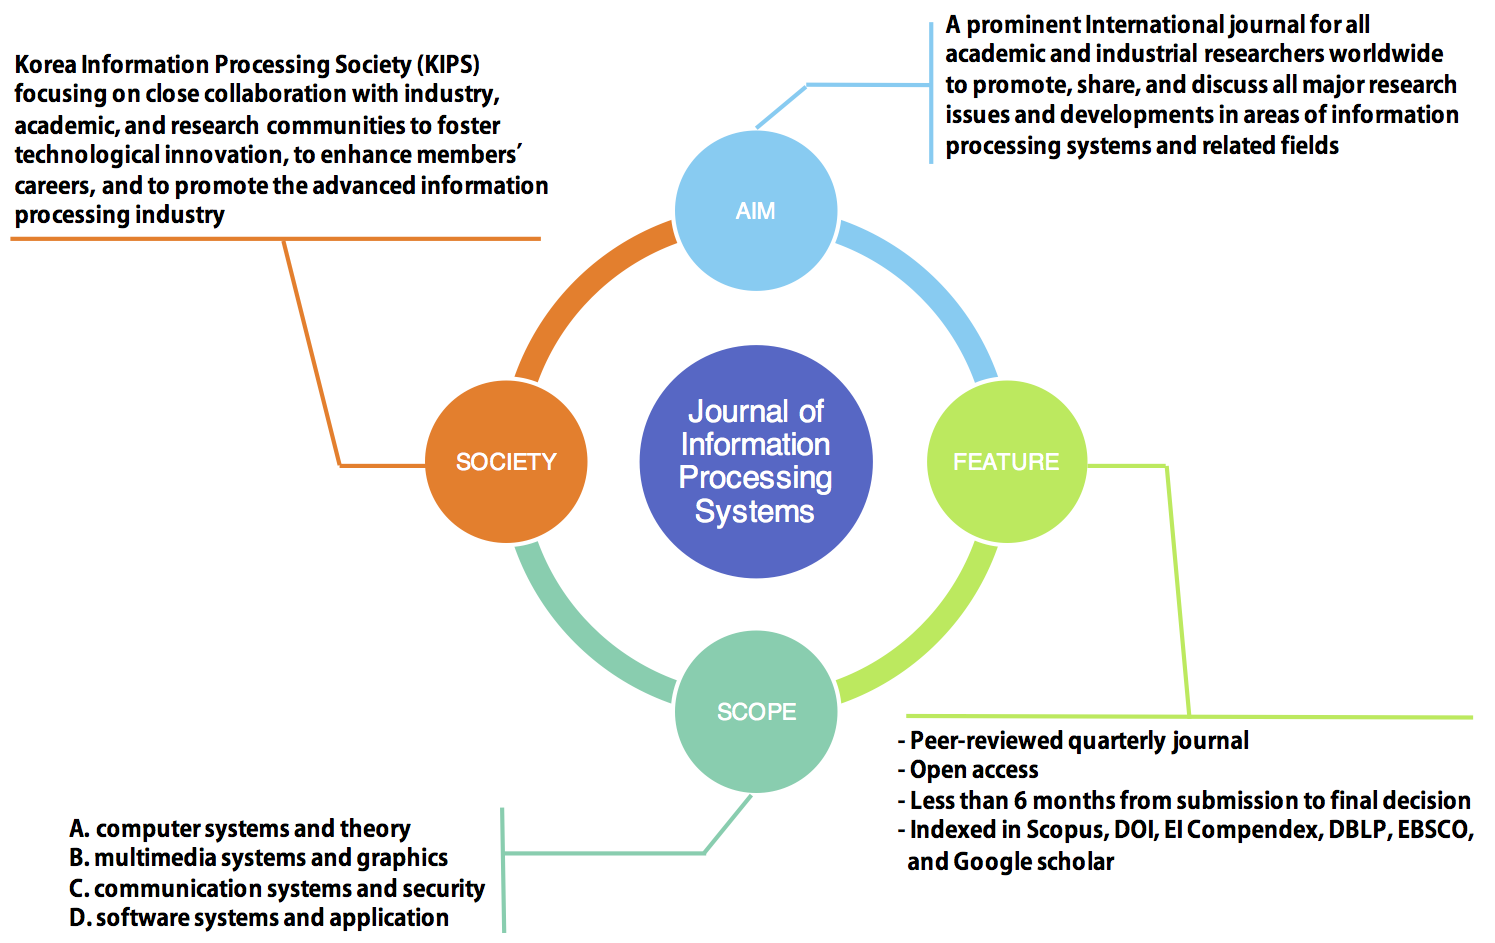 Korea Information Processing Society (KIPS)
focusing on close collaboration with industry,
academic, and research communities to foster
technological innovation, to enhance members’
careers, and to promote the advanced information
processing industry
A prominent International journal for all
academic and industrial researchers worldwide
to promote, share, and discuss all major research
issues and developments in areas of information
processing systems and related fields
AIM
SOCIETY
Journal of
Information
Processing
Systems
FEATURE
SCOPE
- Peer-reviewed quarterly journal
- Open access
- Less than 6 months from submission to final decision
- Indexed in Scopus, DOI, EI Compendex, DBLP, EBSCO,
and Google scholar
A. computer systems and theory
B. multimedia systems and graphics
C. communication systems and security
D. software systems and application